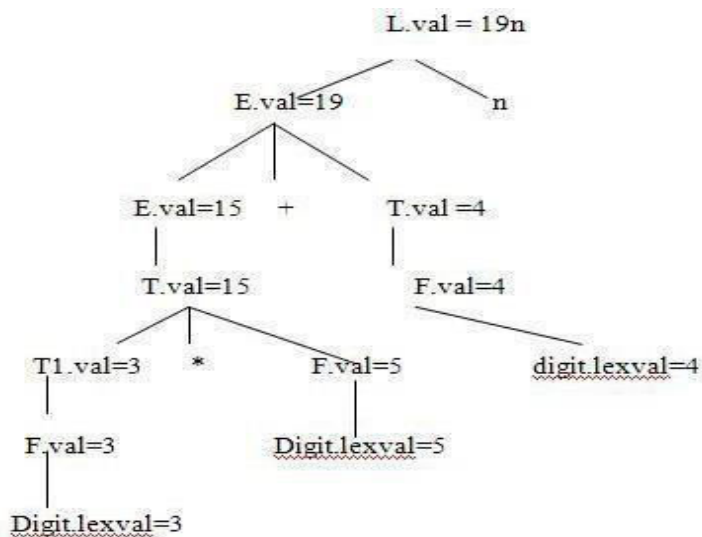 L.val = 19n
E.val=19 n
E.val=15 + T.val =4
T.val=15 F.val=4
T1.val=3 * F.val=5 digit.lexval=4
F.val=3 Digit.lexval=5
Digit.lexval=3